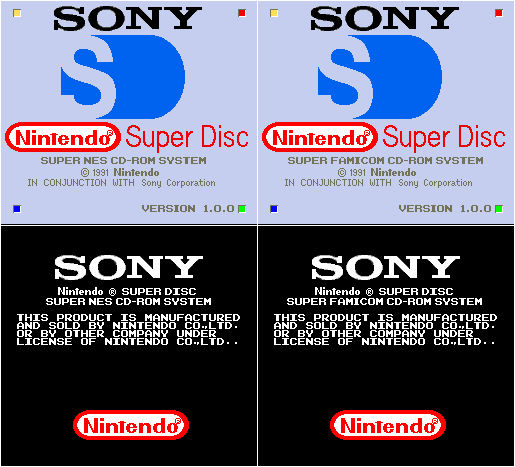 SONY
SD
Nintendo® Super Disc
SUPER NES CD-ROM SYSTEM
© 1991 Nintendo
IN CONJUNCTION WITH Sony Corporation
VERSION 1.0.0
SONY
SD
Nintendo® Super Disc
SUPER FAMICOM CD-ROM SYSTEM
© 1991 Nintendo
IN CONJUNCTION WITH Sony Corporation
VERSION 1.0.0
SONY
Nintendo ® SUPER DISC
SUPER NES CD-ROM SYSTEM
THIS PRODUCT IS MANUFACTURED
AND SOLD BY NINTENDO CO.,LTD.
OR BY OTHER COMPANY UNDER
LICENSE OF NINTENDO CO.,LTD..
Nintendo
SONY
Nintendo ® SUPER DISC
SUPER FAMICOM CD-ROM SYSTEM
THIS PRODUCT IS MANUFACTURED
AND SOLD BY NINTENDO CO.,LTD.
OR BY OTHER COMPANY UNDER
LICENSE OF NINTENDO CO.,LTD..
Nintendo